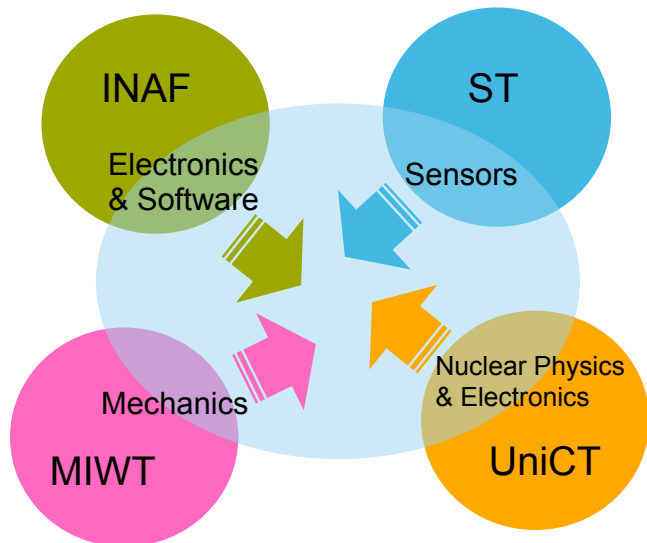 INAF
Electronics
& Software
ST
Sensors
Mechanics
MIWT
Nuclear Physics
& Electronics
UniCT